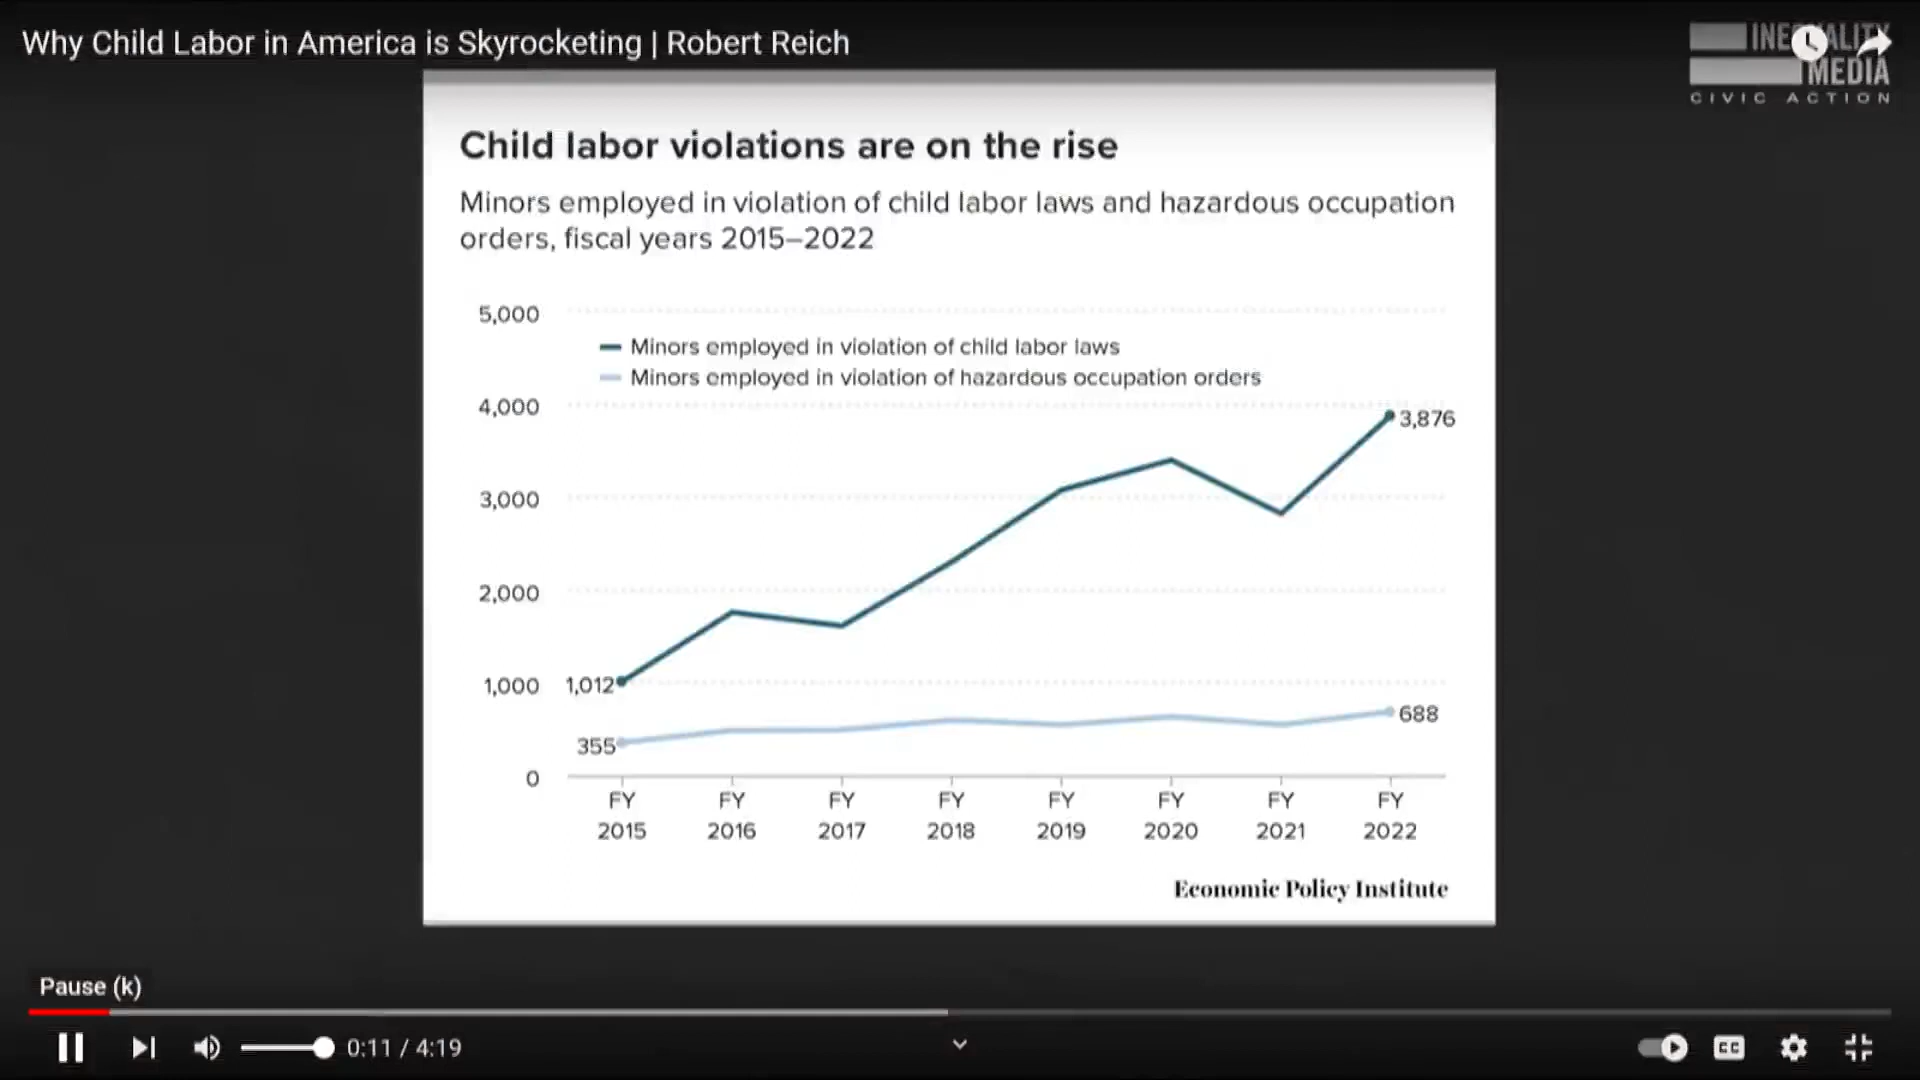 Why Child Labor in America is Skyrocketing | Robert Reich
MEDIA
CIVIC ACTION
Child labor violations are on the rise
Minors employed in violation of child labor laws and hazardous occupation
orders, fiscal years 2015–2022
5,000
Minors employed in violation of child labor laws
Minors employed in violation of hazardous occupation orders
4,000
3,876
3,000
2,000
1,000
1,012
688
355
0
FY FY FY FY FY FY FY FY
2015 2016 2017 2018 2019 2020 2021 2022
Economic Policy Institute
Pause (k)
0:11 / 4:19
CC